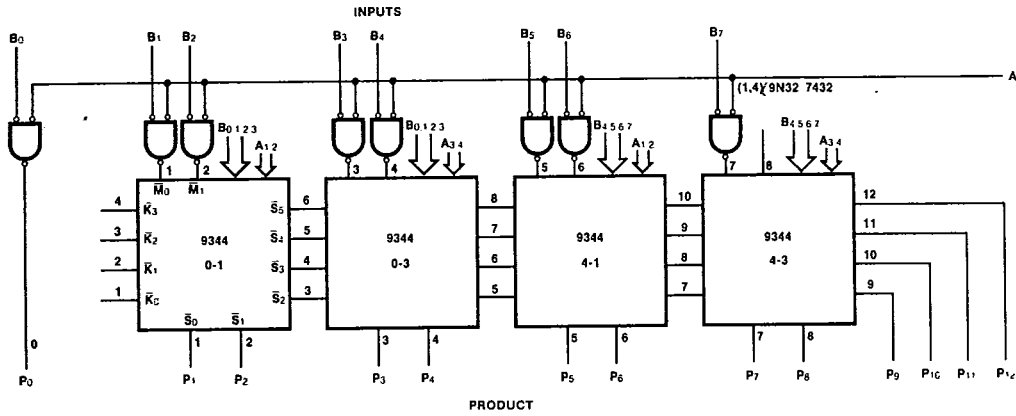 INPUTS
B0 B1 B2 B3 B4 B5 B6 B7
A
(1,4) 9N32 7432
B0,1 2 3 A1 2 B0,1 2 3 A3 4 B4 5 6 7 A1,2 B4 5 6 7 A3 4
1 2 3 4 5 6 7 8
M̅0 M̅1
4 K̅3 S̅5 6 8 10 12
3 K̅2 9344 S̅4 5 9344 7 9344 9 9344 11
2 K̅1 0-1 S̅3 4 0-3 6 4-1 8 4-3 10
1 K̅0 S̅2 3 5 7 9
S̅0 S̅1
0 1 2 3 4 5 6 7 8
P0 P1 P2 P3 P4 P5 P6 P7 P8 P9 P10 P11 P12
PRODUCT